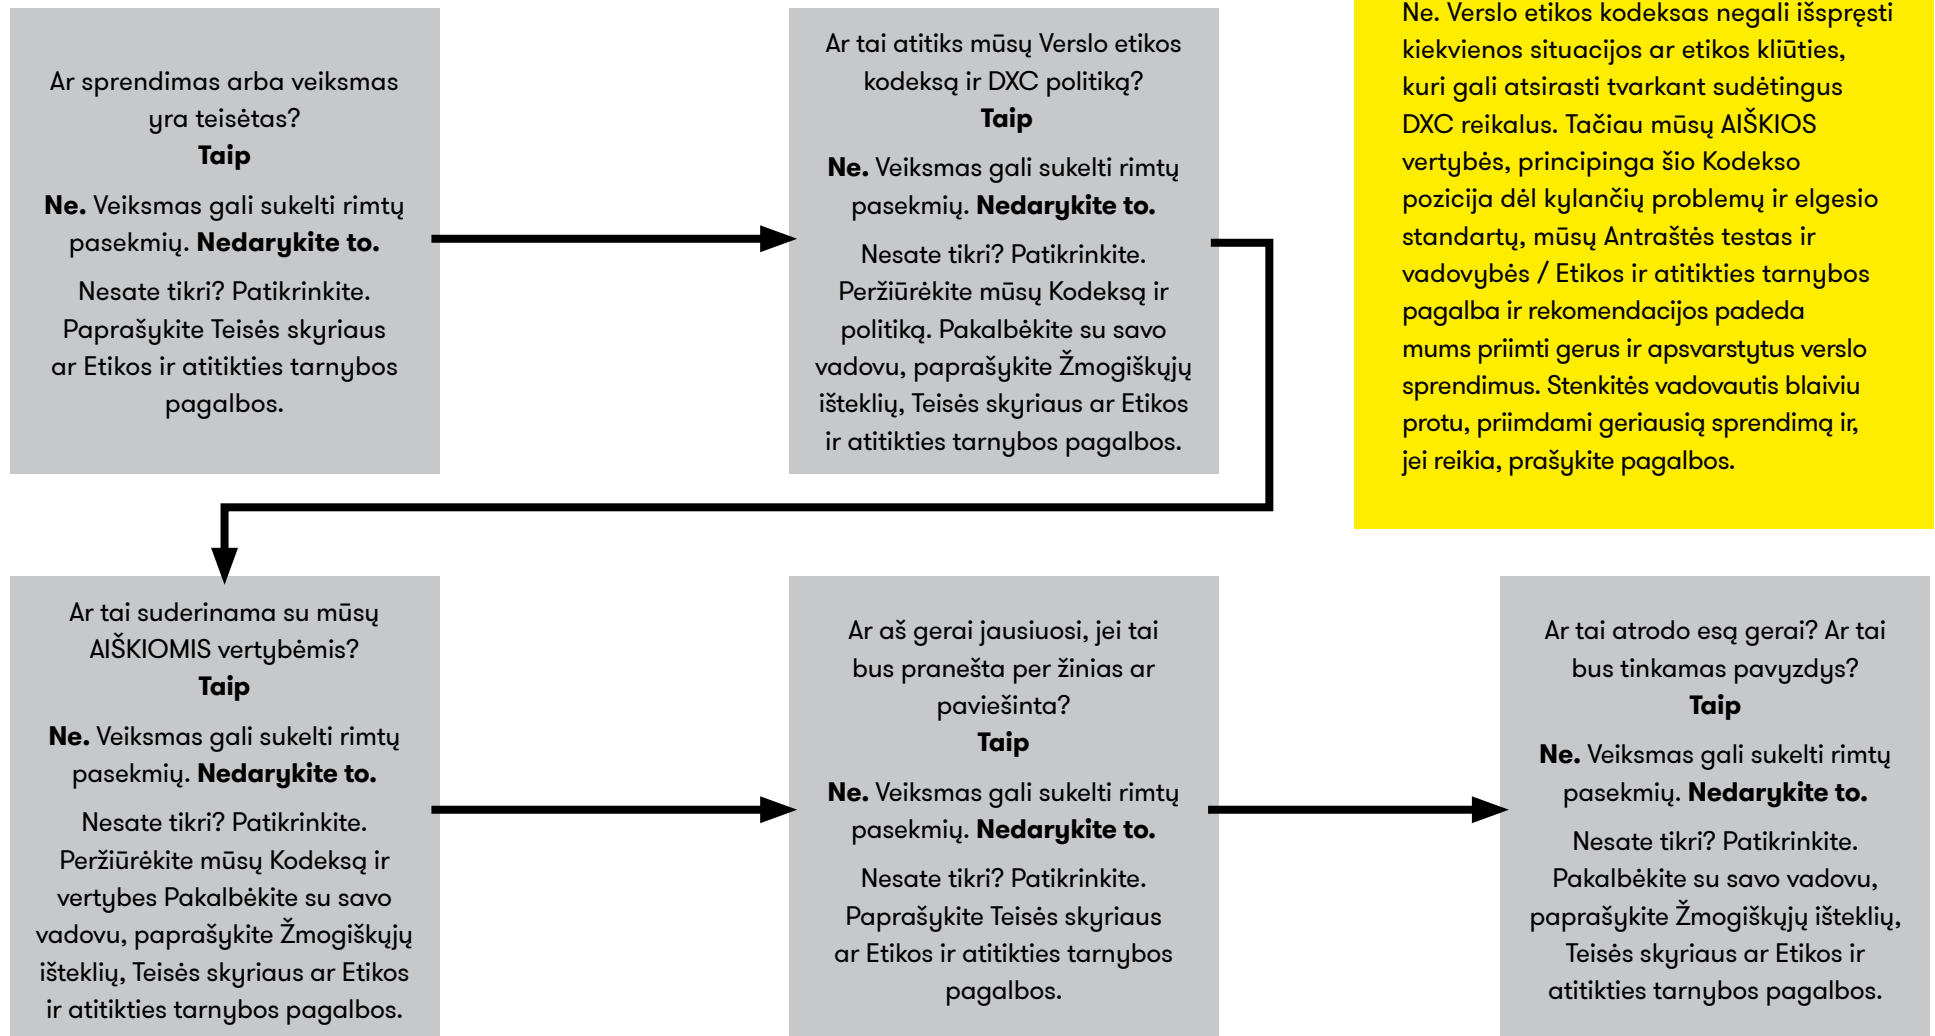 Ar sprendimas arba veiksmas
yra teisėtas?
Taip
Ne. Veiksmas gali sukelti rimtų
pasekmių. Nedarykite to.
Nesate tikri? Patikrinkite.
Paprašykite Teisės skyriaus
ar Etikos ir atitikties tarnybos
pagalbos.
Ar tai atitiks mūsų Verslo etikos
kodeksą ir DXC politiką?
Taip
Ne. Veiksmas gali sukelti rimtų
pasekmių. Nedarykite to.
Nesate tikri? Patikrinkite.
Peržiūrėkite mūsų Kodeksą ir
politiką. Pakalbėkite su savo
vadovu, paprašykite Žmogiškųjų
išteklių, Teisės skyriaus ar Etikos
ir atitikties tarnybos pagalbos.
Ne. Verslo etikos kodeksas negali išspręsti
kiekvienos situacijos ar etikos kliūties,
kuri gali atsirasti tvarkant sudėtingus
DXC reikalus. Tačiau mūsų AIŠKIOS
vertybės, principinga šio Kodekso
pozicija dėl kylančių problemų ir elgesio
standartų, mūsų Antraštės testas ir
vadovybės / Etikos ir atitikties tarnybos
pagalba ir rekomendacijos padeda
mums priimti gerus ir apsvarstytus verslo
sprendimus. Stenkitės vadovautis blaiviu
protu, priimdami geriausią sprendimą ir,
jei reikia, prašykite pagalbos.
Ar tai suderinama su mūsų
AIŠKIOMIS vertybėmis?
Taip
Ne. Veiksmas gali sukelti rimtų
pasekmių. Nedarykite to.
Nesate tikri? Patikrinkite.
Peržiūrėkite mūsų Kodeksą ir
vertybes Pakalbėkite su savo
vadovu, paprašykite Žmogiškųjų
išteklių, Teisės skyriaus ar Etikos
ir atitikties tarnybos pagalbos.
Ar aš gerai jausiuosi, jei tai
bus pranešta per žinias ar
paviešinta?
Taip
Ne. Veiksmas gali sukelti rimtų
pasekmių. Nedarykite to.
Nesate tikri? Patikrinkite.
Paprašykite Teisės skyriaus
ar Etikos ir atitikties tarnybos
pagalbos.
Ar tai atrodo esą gerai? Ar tai
bus tinkamas pavyzdys?
Taip
Ne. Veiksmas gali sukelti rimtų
pasekmių. Nedarykite to.
Nesate tikri? Patikrinkite.
Pakalbėkite su savo vadovu,
paprašykite Žmogiškųjų išteklių,
Teisės skyriaus ar Etikos ir
atitikties tarnybos pagalbos.